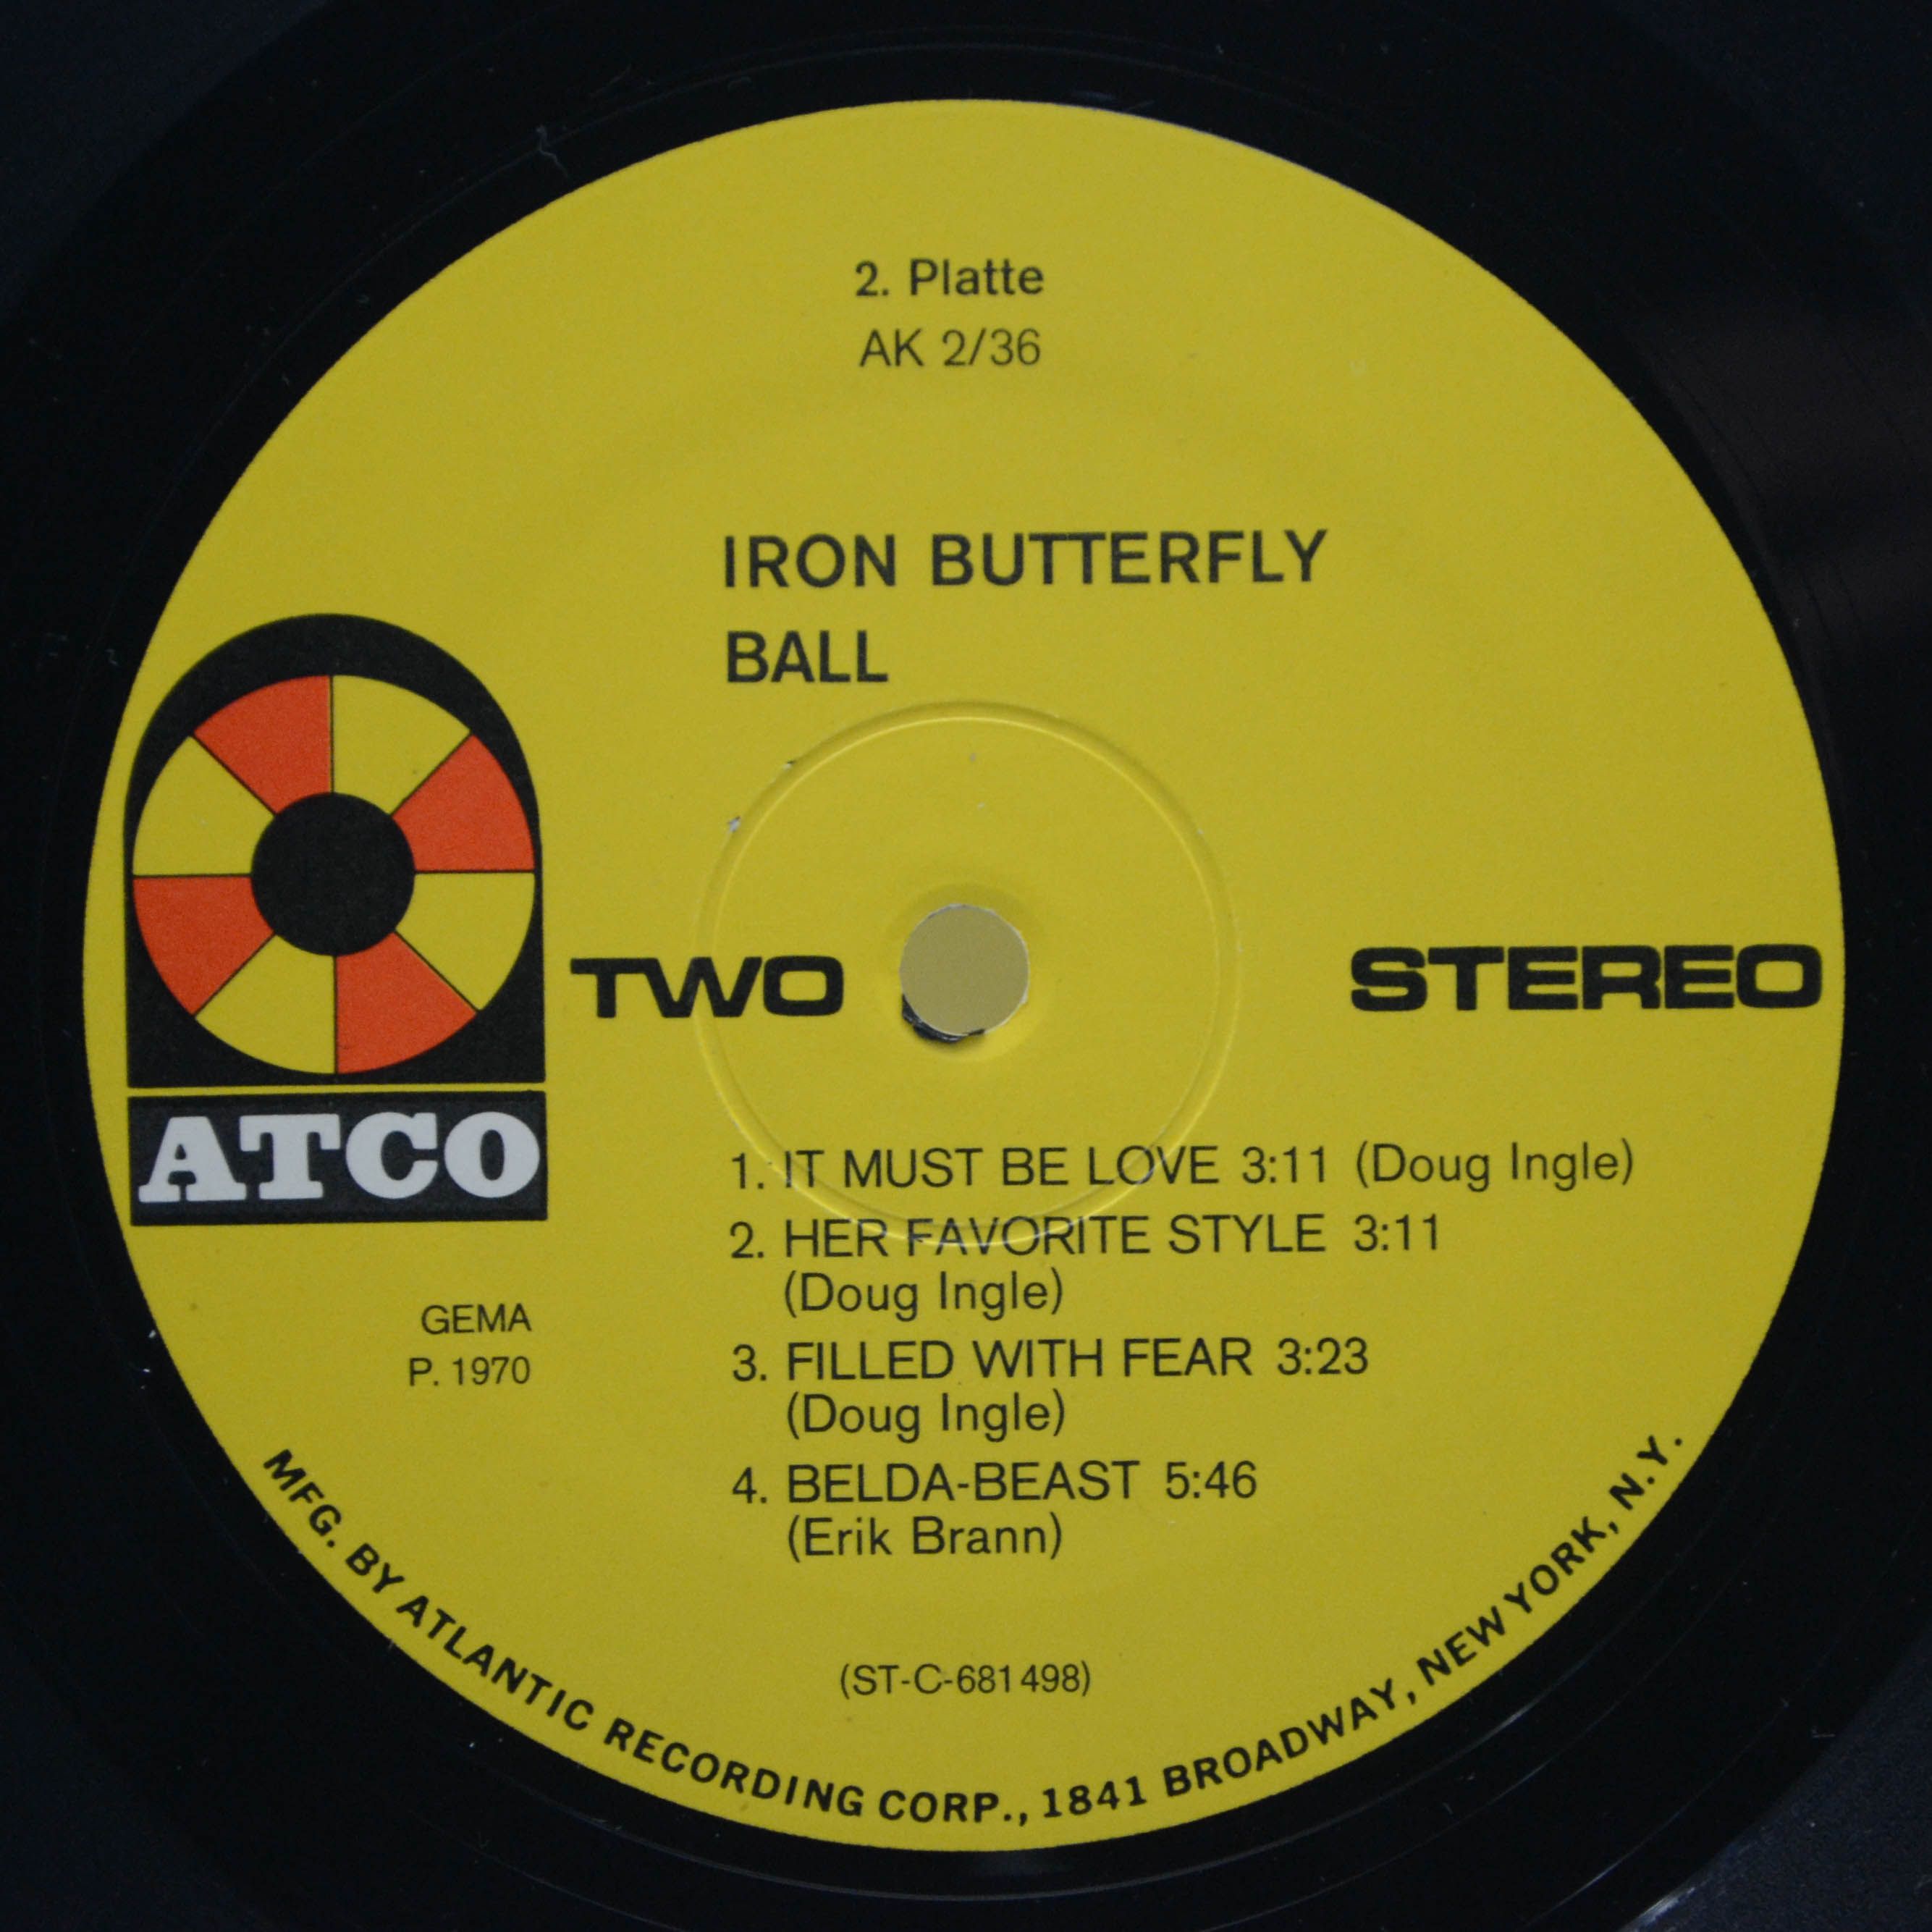 2. Platte
AK 2/36
IRON BUTTERFLY
BALL
TWO
STEREO
ATCO
1. IT MUST BE LOVE 3:11 (Doug Ingle)
2. HER FAVORITE STYLE 3:11
(Doug Ingle)
3. FILLED WITH FEAR 3:23
(Doug Ingle)
4. BELDA-BEAST 5:46
(Erik Brann)
GEMA
P. 1970
(ST-C-681498)
MFG. BY ATLANTIC RECORDING CORP., 1841 BROADWAY, NEW YORK, N.Y.